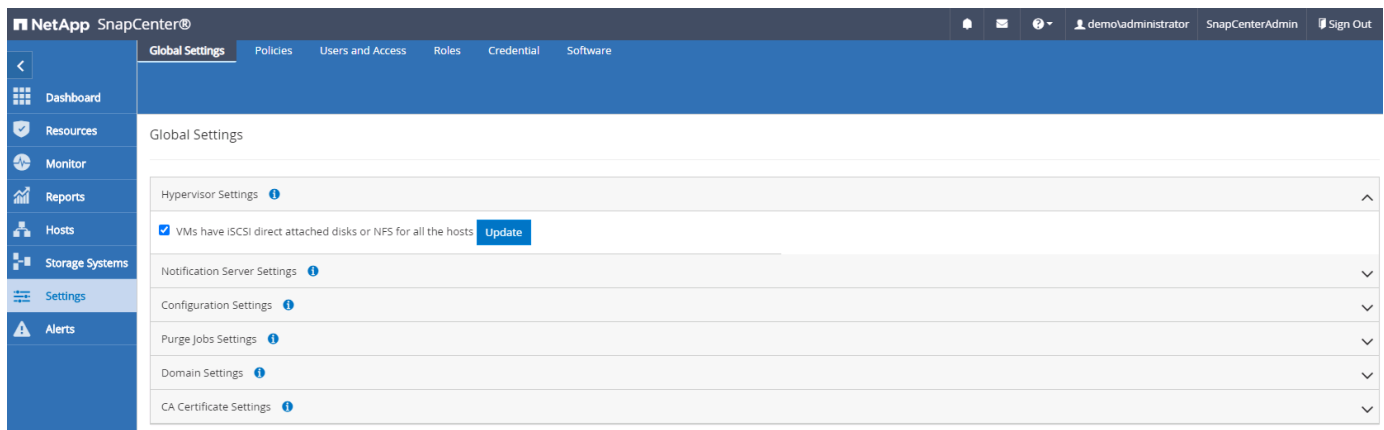 NetApp SnapCenter® demo\administrator SnapCenterAdmin Sign Out
Global Settings Policies Users and Access Roles Credential Software
Dashboard
Resources
Monitor
Reports
Hosts
Storage Systems
Settings
Alerts
Global Settings
Hypervisor Settings
VMs have iSCSI direct attached disks or NFS for all the hosts Update
Notification Server Settings
Configuration Settings
Purge Jobs Settings
Domain Settings
CA Certificate Settings